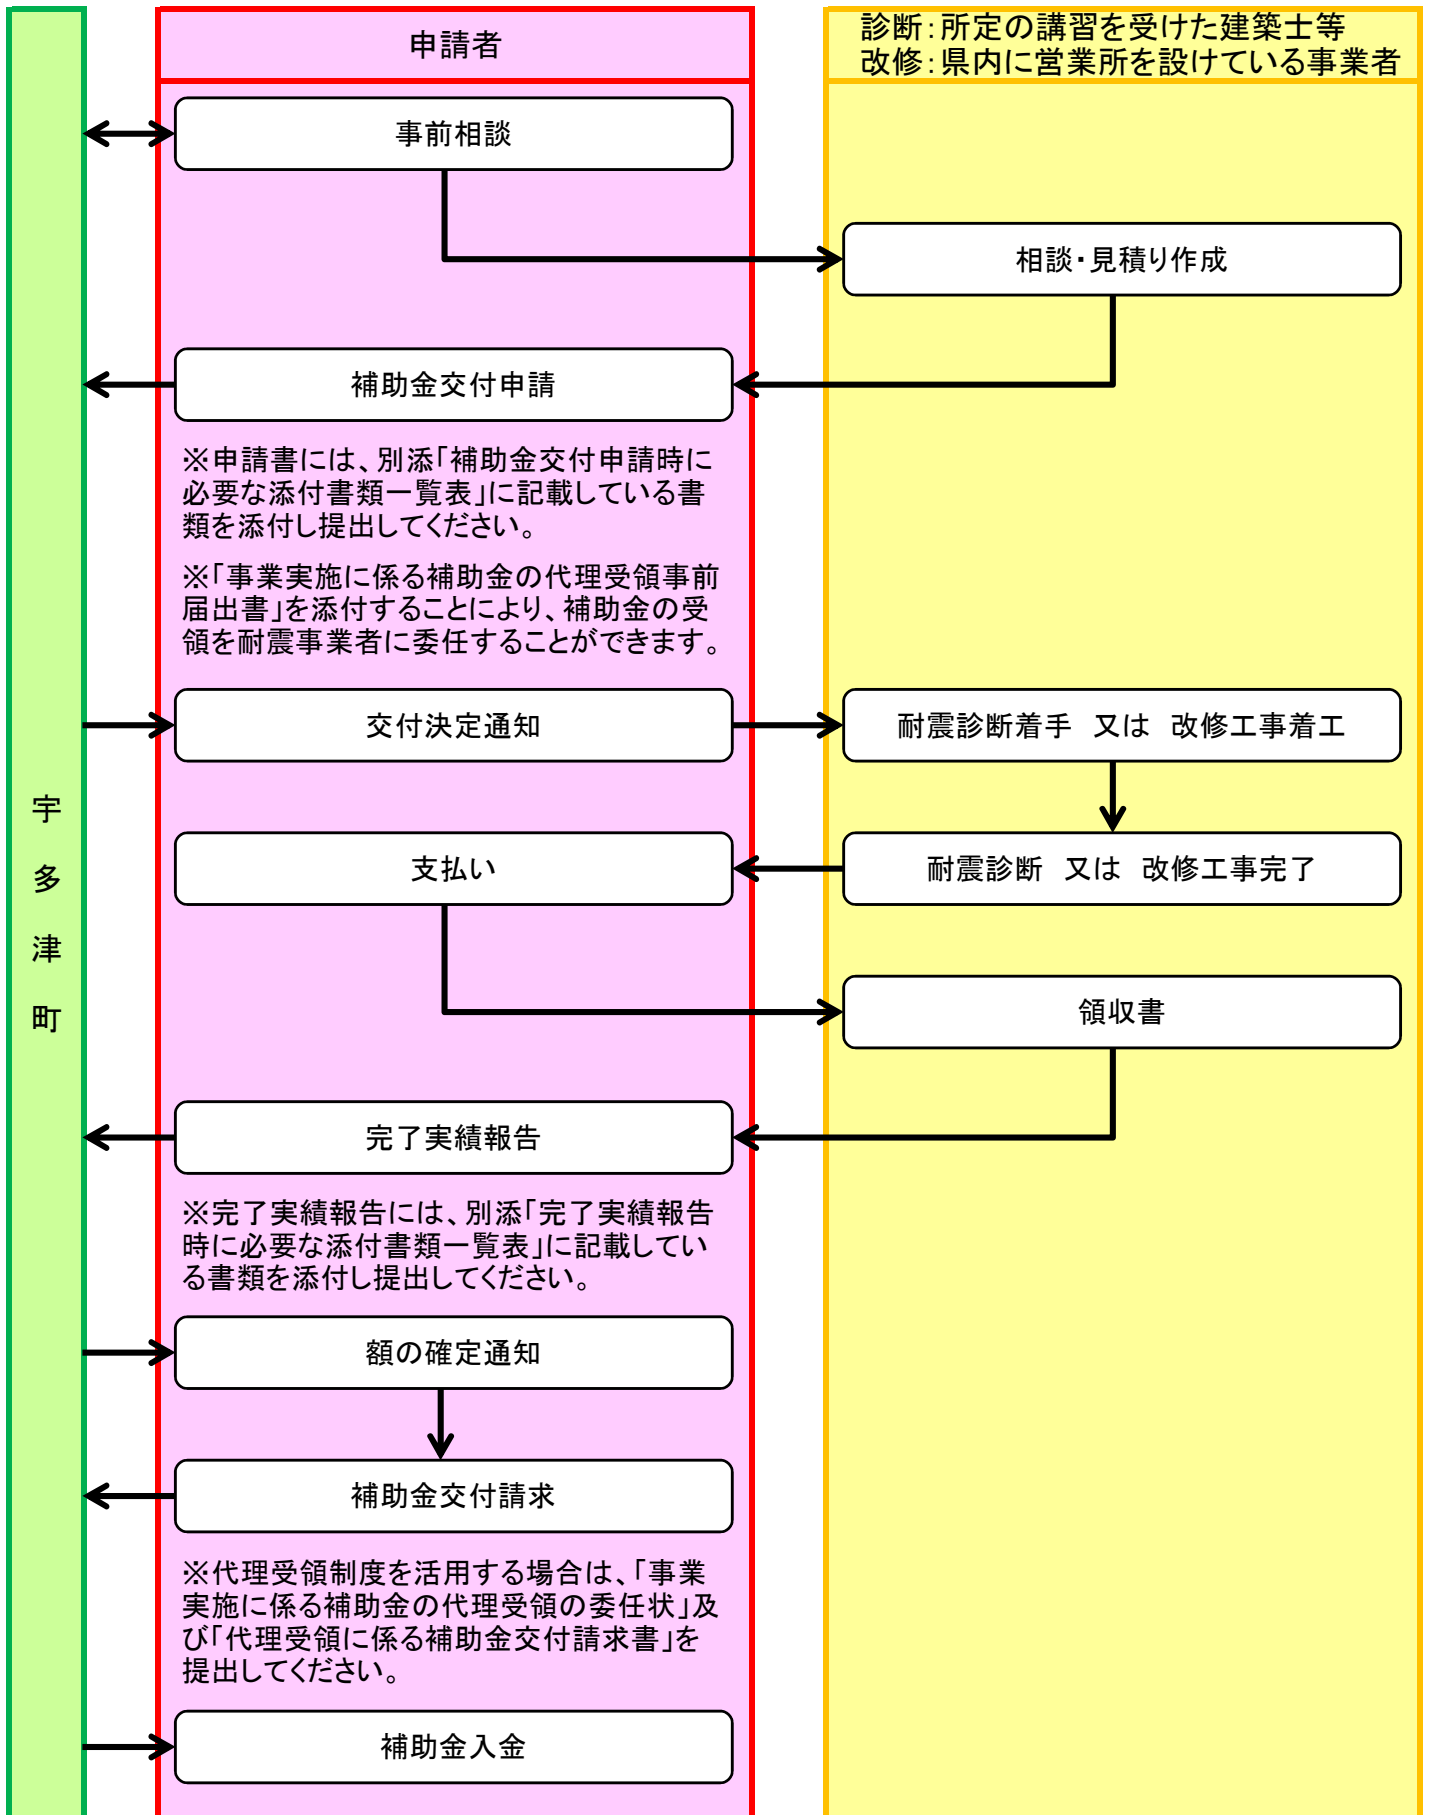 申請者
診断：所定の講習を受けた建築士等
改修：県内に営業所を設けている事業者
事前相談
相談・見積り作成
補助金交付申請
※申請書には、別添「補助金交付申請時に
必要な添付書類一覧表」に記載している書
類を添付し提出してください。
※「事業実施に係る補助金の代理受領事前
届出書」を添付することにより、補助金の受
領を耐震事業者に委任することができます。
交付決定通知
耐震診断着手　又は　改修工事着工
宇多津町
支払い
耐震診断　又は　改修工事完了
領収書
完了実績報告
※完了実績報告には、別添「完了実績報告
時に必要な添付書類一覧表」に記載してい
る書類を添付し提出してください。
額の確定通知
補助金交付請求
※代理受領制度を活用する場合は、「事業
実施に係る補助金の代理受領の委任状」及
び「代理受領に係る補助金交付請求書」を
提出してください。
補助金入金